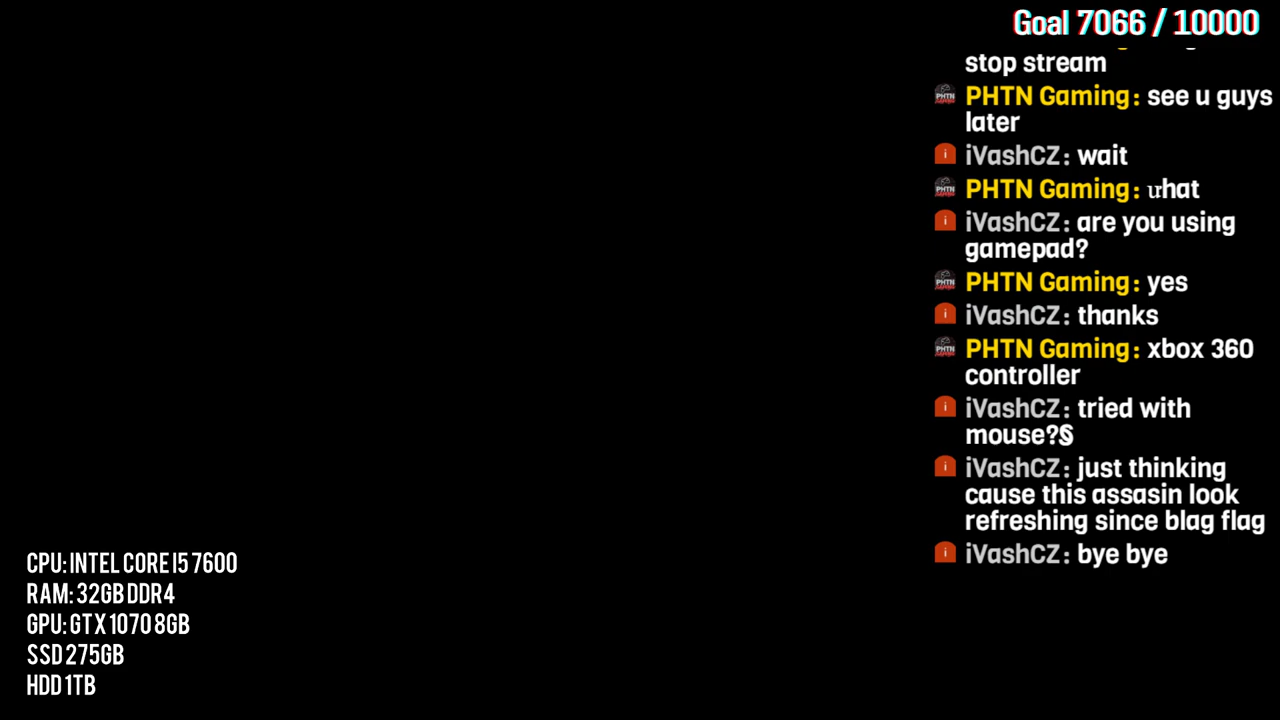 Goal 7066 / 10000
stop stream
PHTN Gaming: see u guys
later
iVashCZ: wait
PHTN Gaming: հhat
iVashCZ: are you using
gamepad?
PHTN Gaming: yes
iVashCZ: thanks
PHTN Gaming: xbox 360
controller
iVashCZ: tried with
mouse?§
iVashCZ: just thinking
cause this assasin look
refreshing since blag flag
iVashCZ: bye bye
CPU: INTEL CORE I5 7600
RAM: 32GB DDR4
GPU: GTX 1070 8GB
SSD 275GB
HDD 1TB